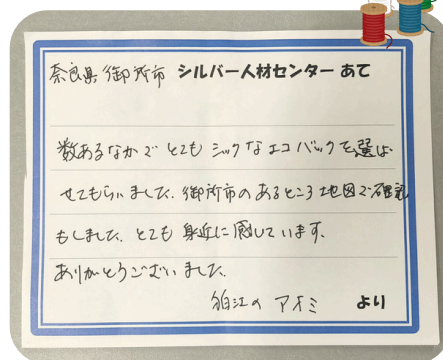 奈良県 御所市 シルバー人材センター あて
数あるなかで とても シックな エコバックを 選ば
せてもらいました。御所市の あるところ 地図で確認
もしました。とても 身近に 感じています。
ありがとうございました。
狛江の アオミ より